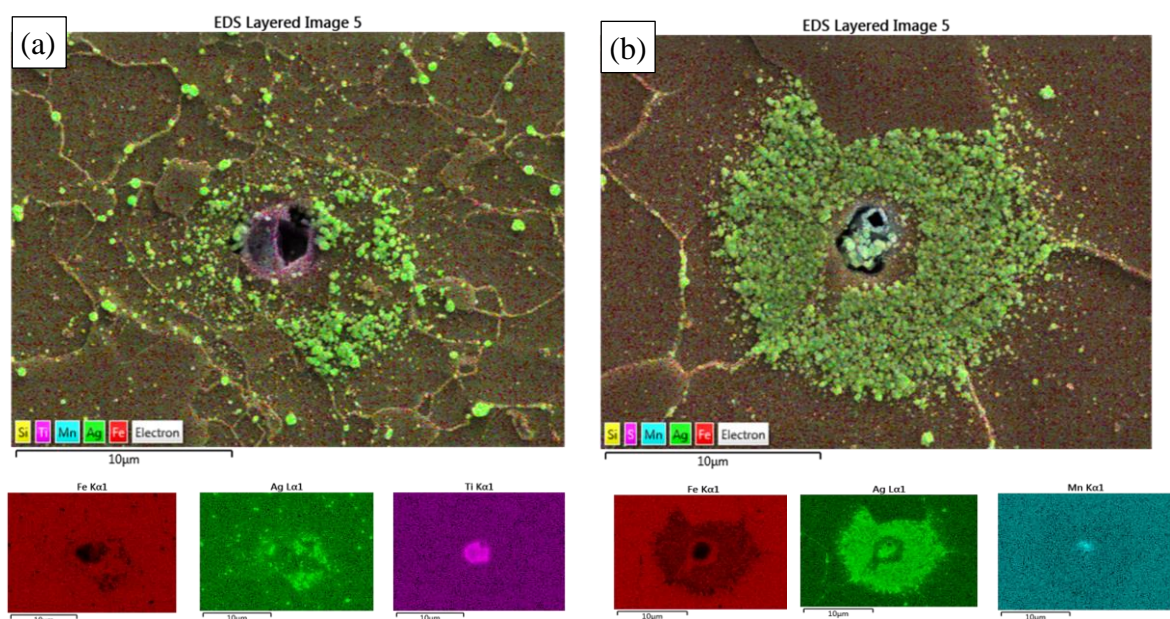 EDS Layered Image 5
(a)
Si Ti Mn Ag Fe Electron
10µm
Fe Kα1
Ag Lα1
Ti Kα1
10µm
10µm
10µm
EDS Layered Image 5
(b)
Si S Mn Ag Fe Electron
10µm
Fe Kα1
Ag Lα1
Mn Kα1
10µm
10µm
10µm